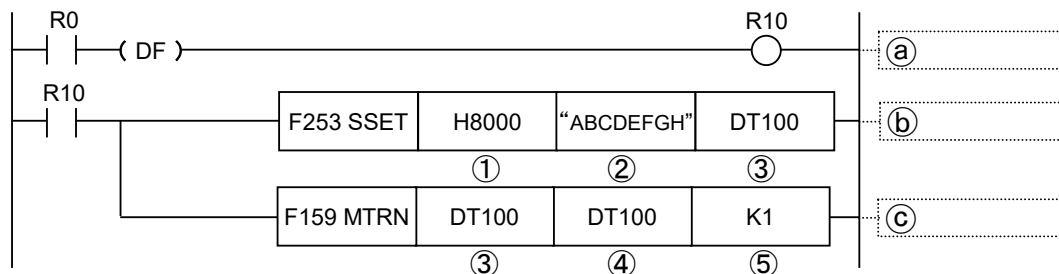 R0
( DF )
R10
ⓐ
R10
F253 SSET H8000 “ABCDEFGH” DT100
ⓑ
① ② ③
F159 MTRN DT100 DT100 K1
ⓒ
③ ④ ⑤